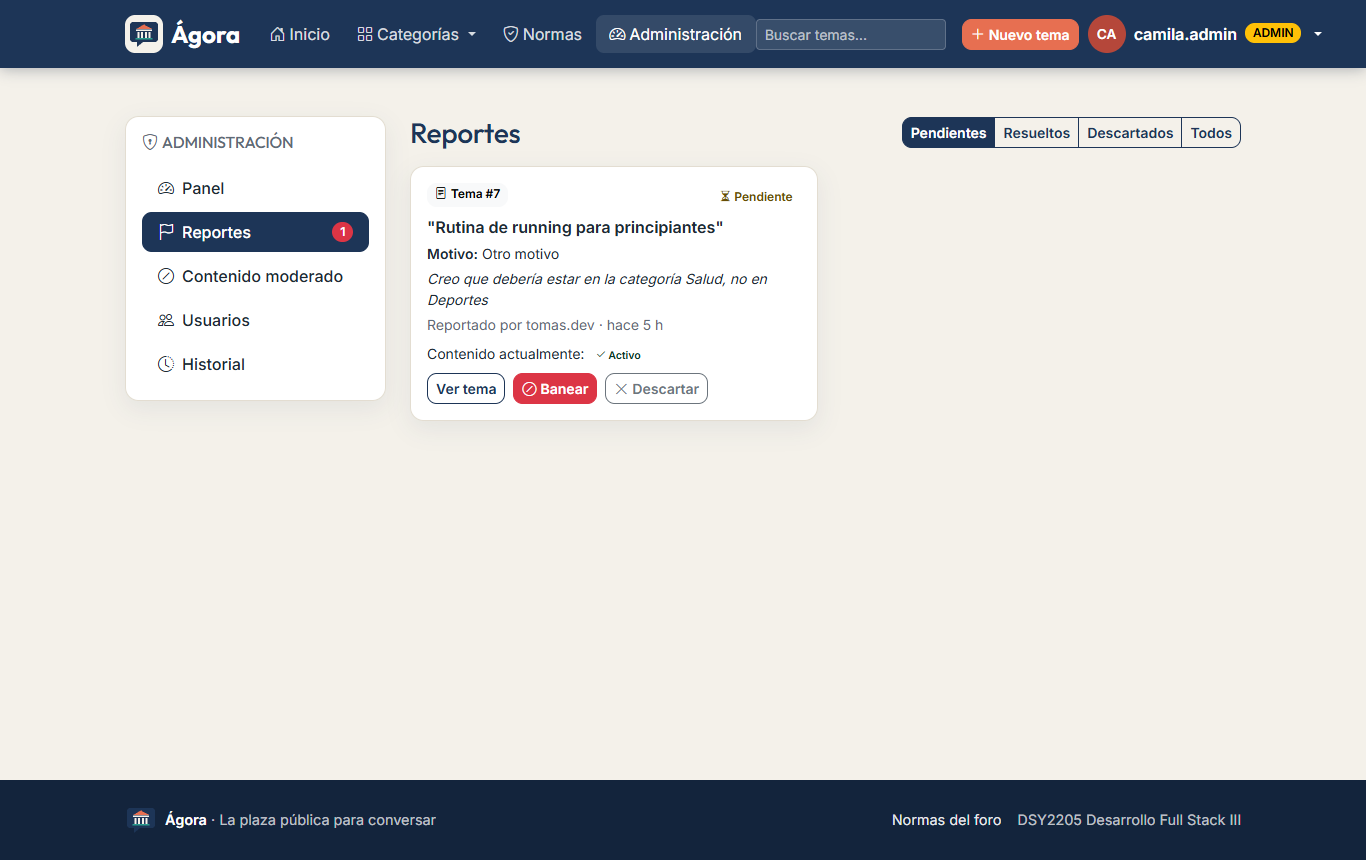 Ágora Inicio Categorías Normas Administración Buscar temas... + Nuevo tema CA camila.admin ADMIN
ADMINISTRACIÓN
Panel
Reportes 1
Contenido moderado
Usuarios
Historial
Reportes
Pendientes Resueltos Descartados Todos
Tema #7 Pendiente
"Rutina de running para principiantes"
Motivo: Otro motivo
Creo que debería estar en la categoría Salud, no en
Deportes
Reportado por tomas.dev · hace 5 h
Contenido actualmente: Activo
Ver tema Banear Descartar
Ágora · La plaza pública para conversar Normas del foro DSY2205 Desarrollo Full Stack III